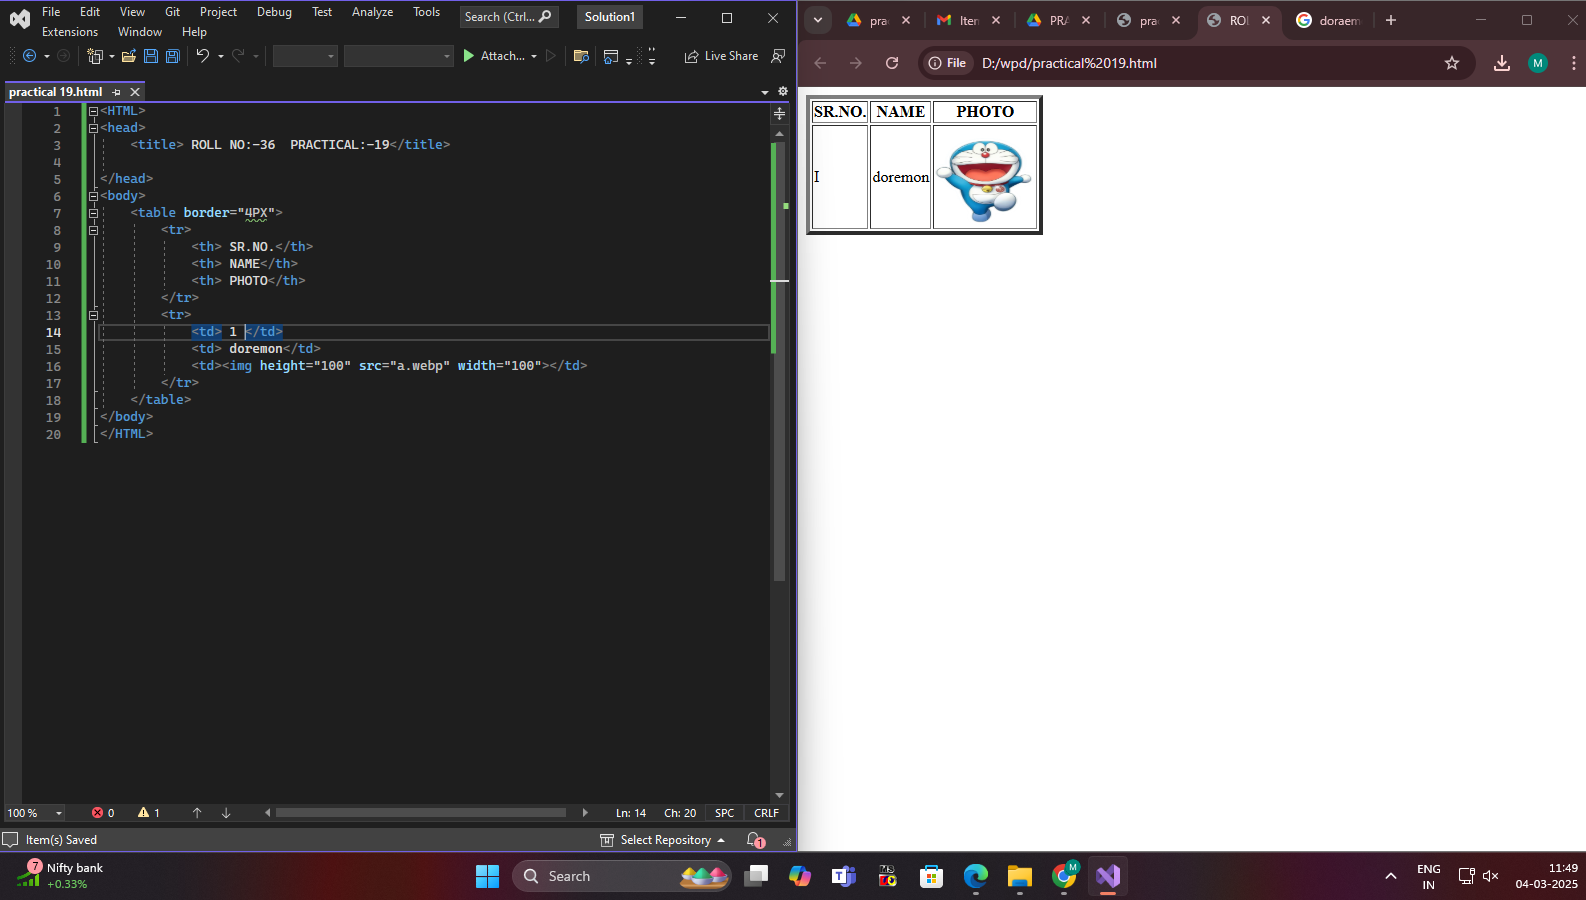 File Edit View Git Project Debug Test Analyze Tools Search (Ctrl... Solution1
Extensions Window Help
Attach... Live Share
practical 19.html
1 <HTML>
2 <head>
3 <title> ROLL NO:-36 PRACTICAL:-19</title>
4
5 </head>
6 <body>
7 <table border="4PX">
8 <tr>
9 <th> SR.NO.</th>
10 <th> NAME</th>
11 <th> PHOTO</th>
12 </tr>
13 <tr>
14 <td> 1 </td>
15 <td> doremon</td>
16 <td><img height="100" src="a.webp" width="100"></td>
17 </tr>
18 </table>
19 </body>
20 </HTML>
100 % 0 1 Ln: 14 Ch: 20 SPC CRLF
Item(s) Saved Select Repository 1
pra Iten PRA pra ROL doraem
File D:/wpd/practical%2019.html M
SR.NO. NAME PHOTO
I doremon
7 Nifty bank
+0.33%
Search
M
ENG
IN
11:49
04-03-2025